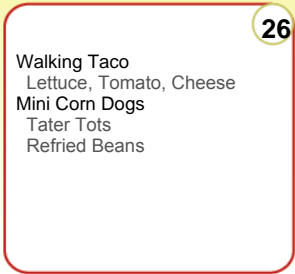 26
Walking Taco
Lettuce, Tomato, Cheese
Mini Corn Dogs
Tater Tots
Refried Beans